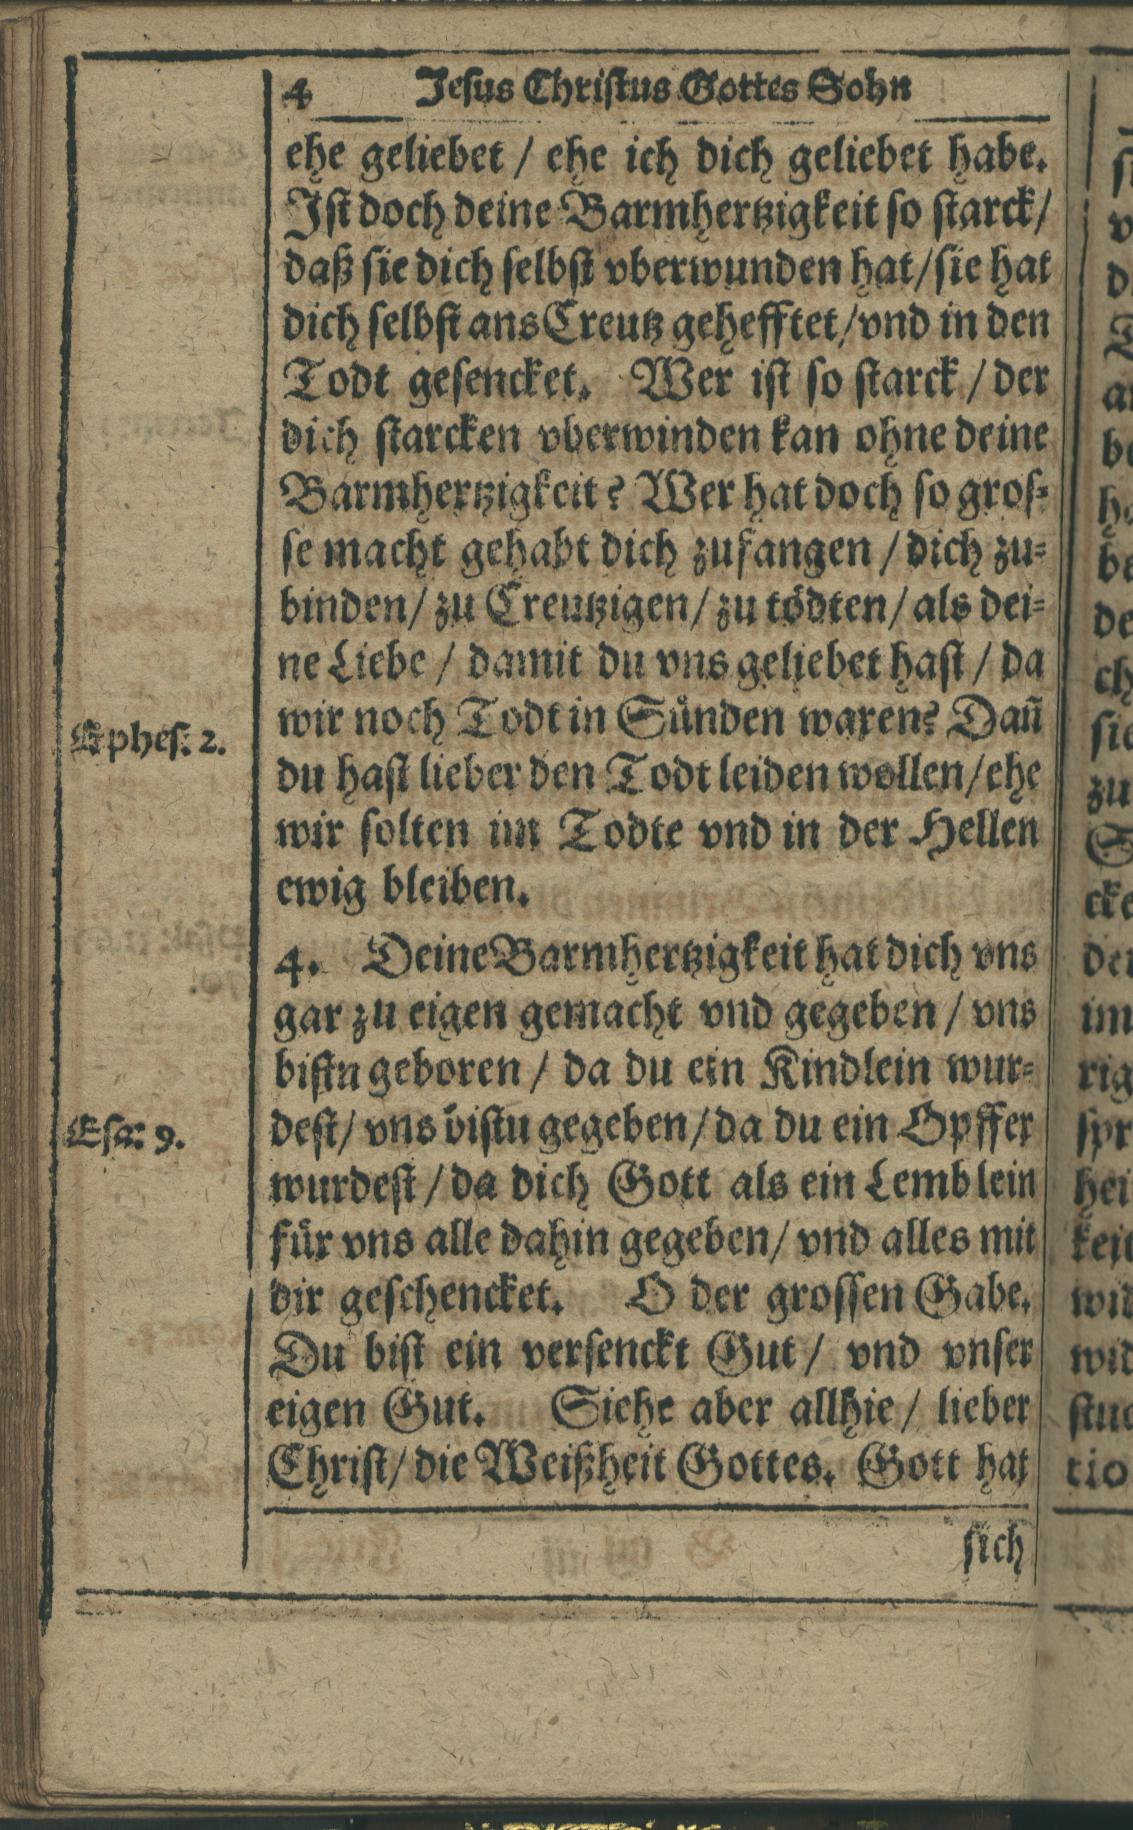 4 Jesus Christus Gottes Sohn
ehe geliebet / ehe ich dich geliebet habe.
Ist doch deine Barmhertzigkeit so starck/
daß sie dich selbst vberwunden hat/sie hat
dich selbst ans Creutz gehefftet/vnd in den
Todt gesencket. Wer ist so starck / der
dich starcken vberwinden kan ohne deine
Barmhertzigkeit? Wer hat doch so gros-
se macht gehabt dich zufangen / dich zu-
binden/ zu Creutzigen/ zu tödten/ als dei-
ne Liebe / damit du vns geliebet hast / da
wir noch Todt in Sünden waren? Dañ
Ephes: 2.
du hast lieber den Todt leiden wollen/ehe
wir solten im Todte vnd in der Hellen
ewig bleiben.
4. Deine Barmhertzigkeit hat dich vns
gar zu eigen gemacht vnd gegeben / vns
bistu geboren / da du ein Kindlein wur-
dest/ vns bistu gegeben/da du ein Opffer
Esa: 9.
wurdest / da dich Gott als ein Lemblein
für vns alle dahin gegeben/ vnd alles mit
dir geschencket. O der grossen Gabe.
Du bist ein versenckt Gut / vnd vnser
eigen Gut. Siehe aber allhie / lieber
Christ/ die Weißheit Gottes. Gott hat
sich